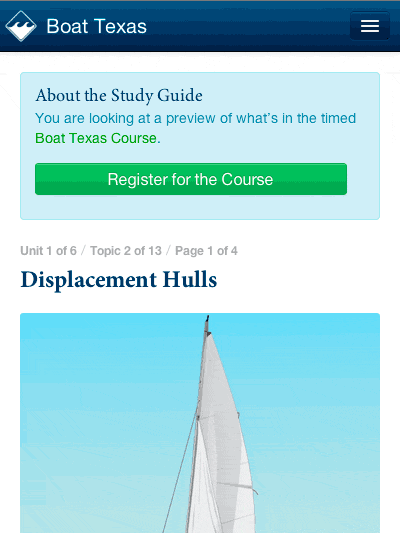 Boat Texas
About the Study Guide
You are looking at a preview of what's in the timed
Boat Texas Course.
Register for the Course
Unit 1 of 6 / Topic 2 of 13 / Page 1 of 4
Displacement Hulls